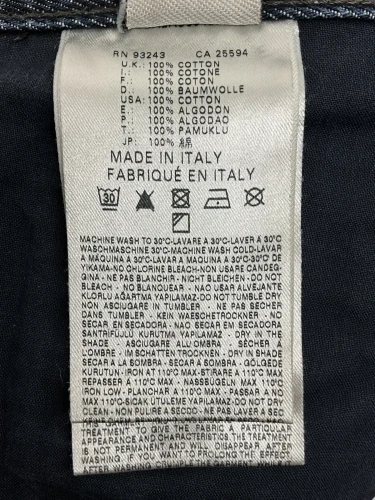 RN 93243 CA 25594
U.K.: 100% COTTON
I.: 100% COTONE
F.: 100% COTON
D.: 100% BAUMWOLLE
USA: 100% COTTON
E.: 100% ALGODON
P.: 100% ALGODAO
T.: 100% PAMUKLU
JP: 100% 綿
MADE IN ITALY
FABRIQUÉ EN ITALY
30
MACHINE WASH TO 30°C-LAVARE A 30°C-LAVER A 30°C
WASCHMASCHINE 30°C-MACHINE WASH COLD-LAVAR
A MAQUINA A 30°C-LAVAR A MAQUINA A 30°C-30°C'DE
YIKAMA-NO CHLORINE BLEACH-NON USARE CANDEG-
GINA - NE PAS BLANCHIR - NICHT BLEICHEN - DO NOT
BLEACH - NO BLANQUEAR - NAO USAR ALVEJANTE
KLORLU AĞARTMA YAPILAMAZ-DO NOT TUMBLE DRY
NON ASCIUGARE IN TUMBLER - NE PAS SÉCHER
DANS TUMBLER - KEIN WAESCHETROCKNER - NO
SECAR EN SECADORA - NÃO SECAR EM SECADORA
SANTRIFÜJLÜ KURUTMA YAPILMAZ - DRY IN THE
SHADE - ASCIUGARE ALL'OMBRA - SÉCHER À
L'OMBRE - IM SCHATTEN TROCKNEN - DRY IN SHADE
SECAR A LA SOMBRA - SECAR À SOMBRA - GÖLGEDE
KURUTUN - IRON AT 110°C MAX-STIRARE A 110°C MAX
REPASSER À 110°C MAX - NASSBÜGELN MAX 110°C
IRON LOW - PLANCHAR A 110°C MAX - PASSAR A NO
MAX 110°C-SICAK ÜTÜLEME YAPILAMAZ-DO NOT DRY
CLEAN - NON PULIRE A SECCO - NE PAS LAVER À SEC
TREATMENT TO GIVE THE FABRIC A PARTICULAR
APPEARANCE AND CHARACTERISTICS. THE TREATMENT
IS NOT PERMANENT AND WILL DISAPPEAR AFTER
WASHING. IF YOU WANT TO PROLONG THE EFFECT,